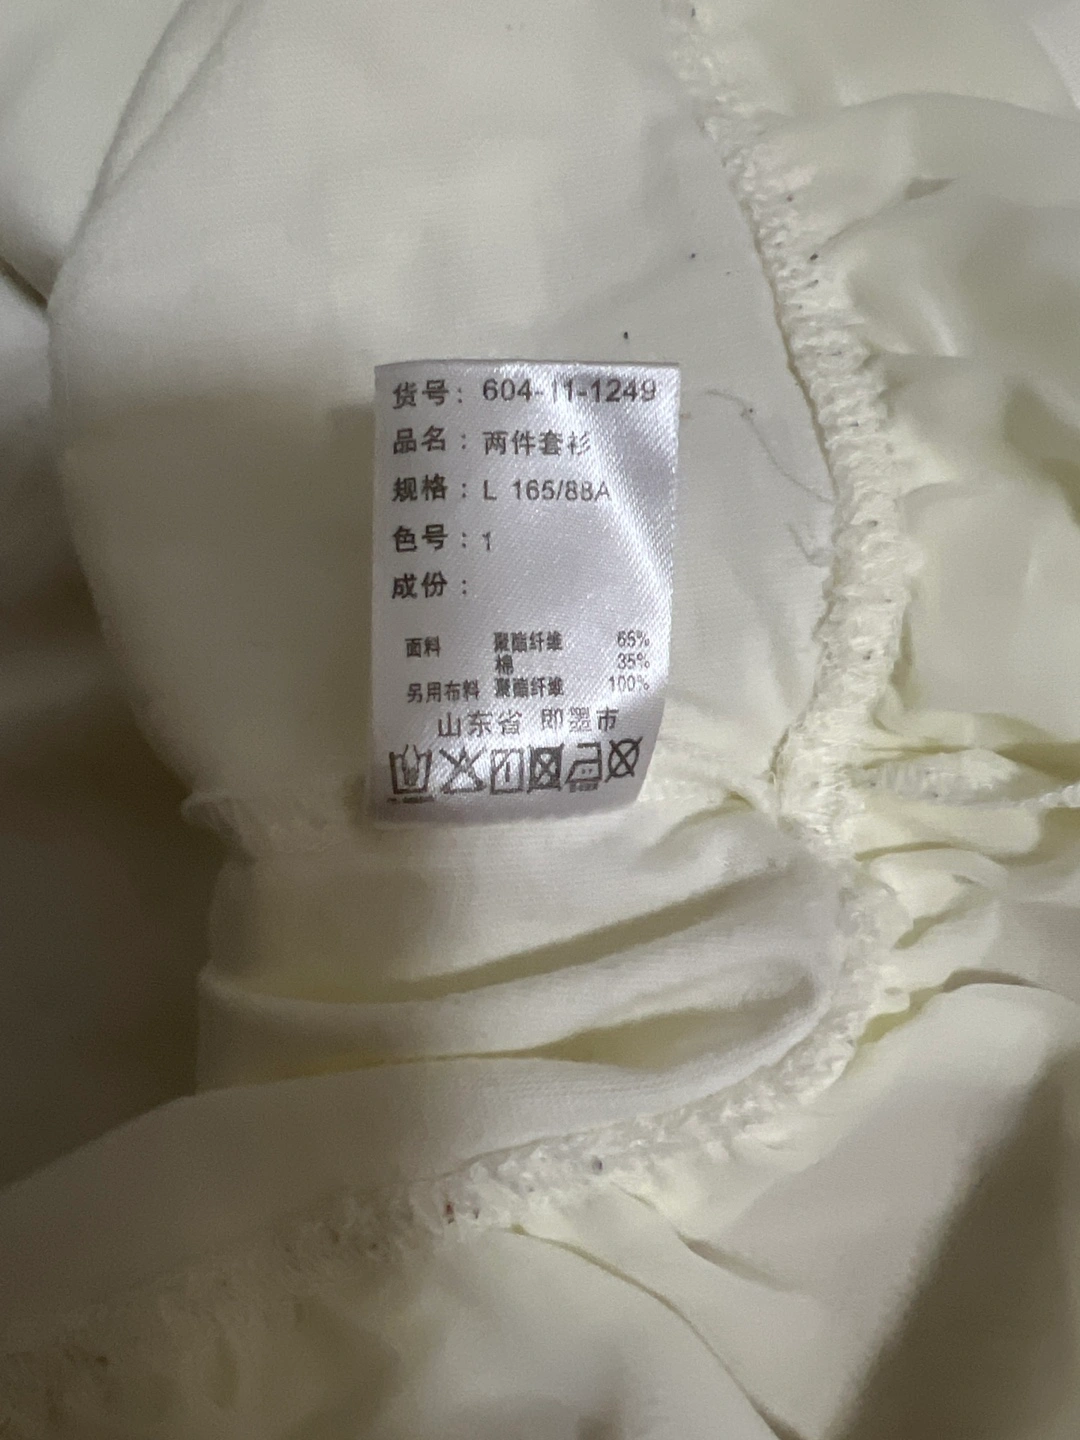 货号：604-11-1249
品名：两件套衫
规格：L 165/88A
色号：1
成份：
面料 聚酯纤维 65%
棉 35%
另用布料 聚酯纤维 100%
山东省 即墨市